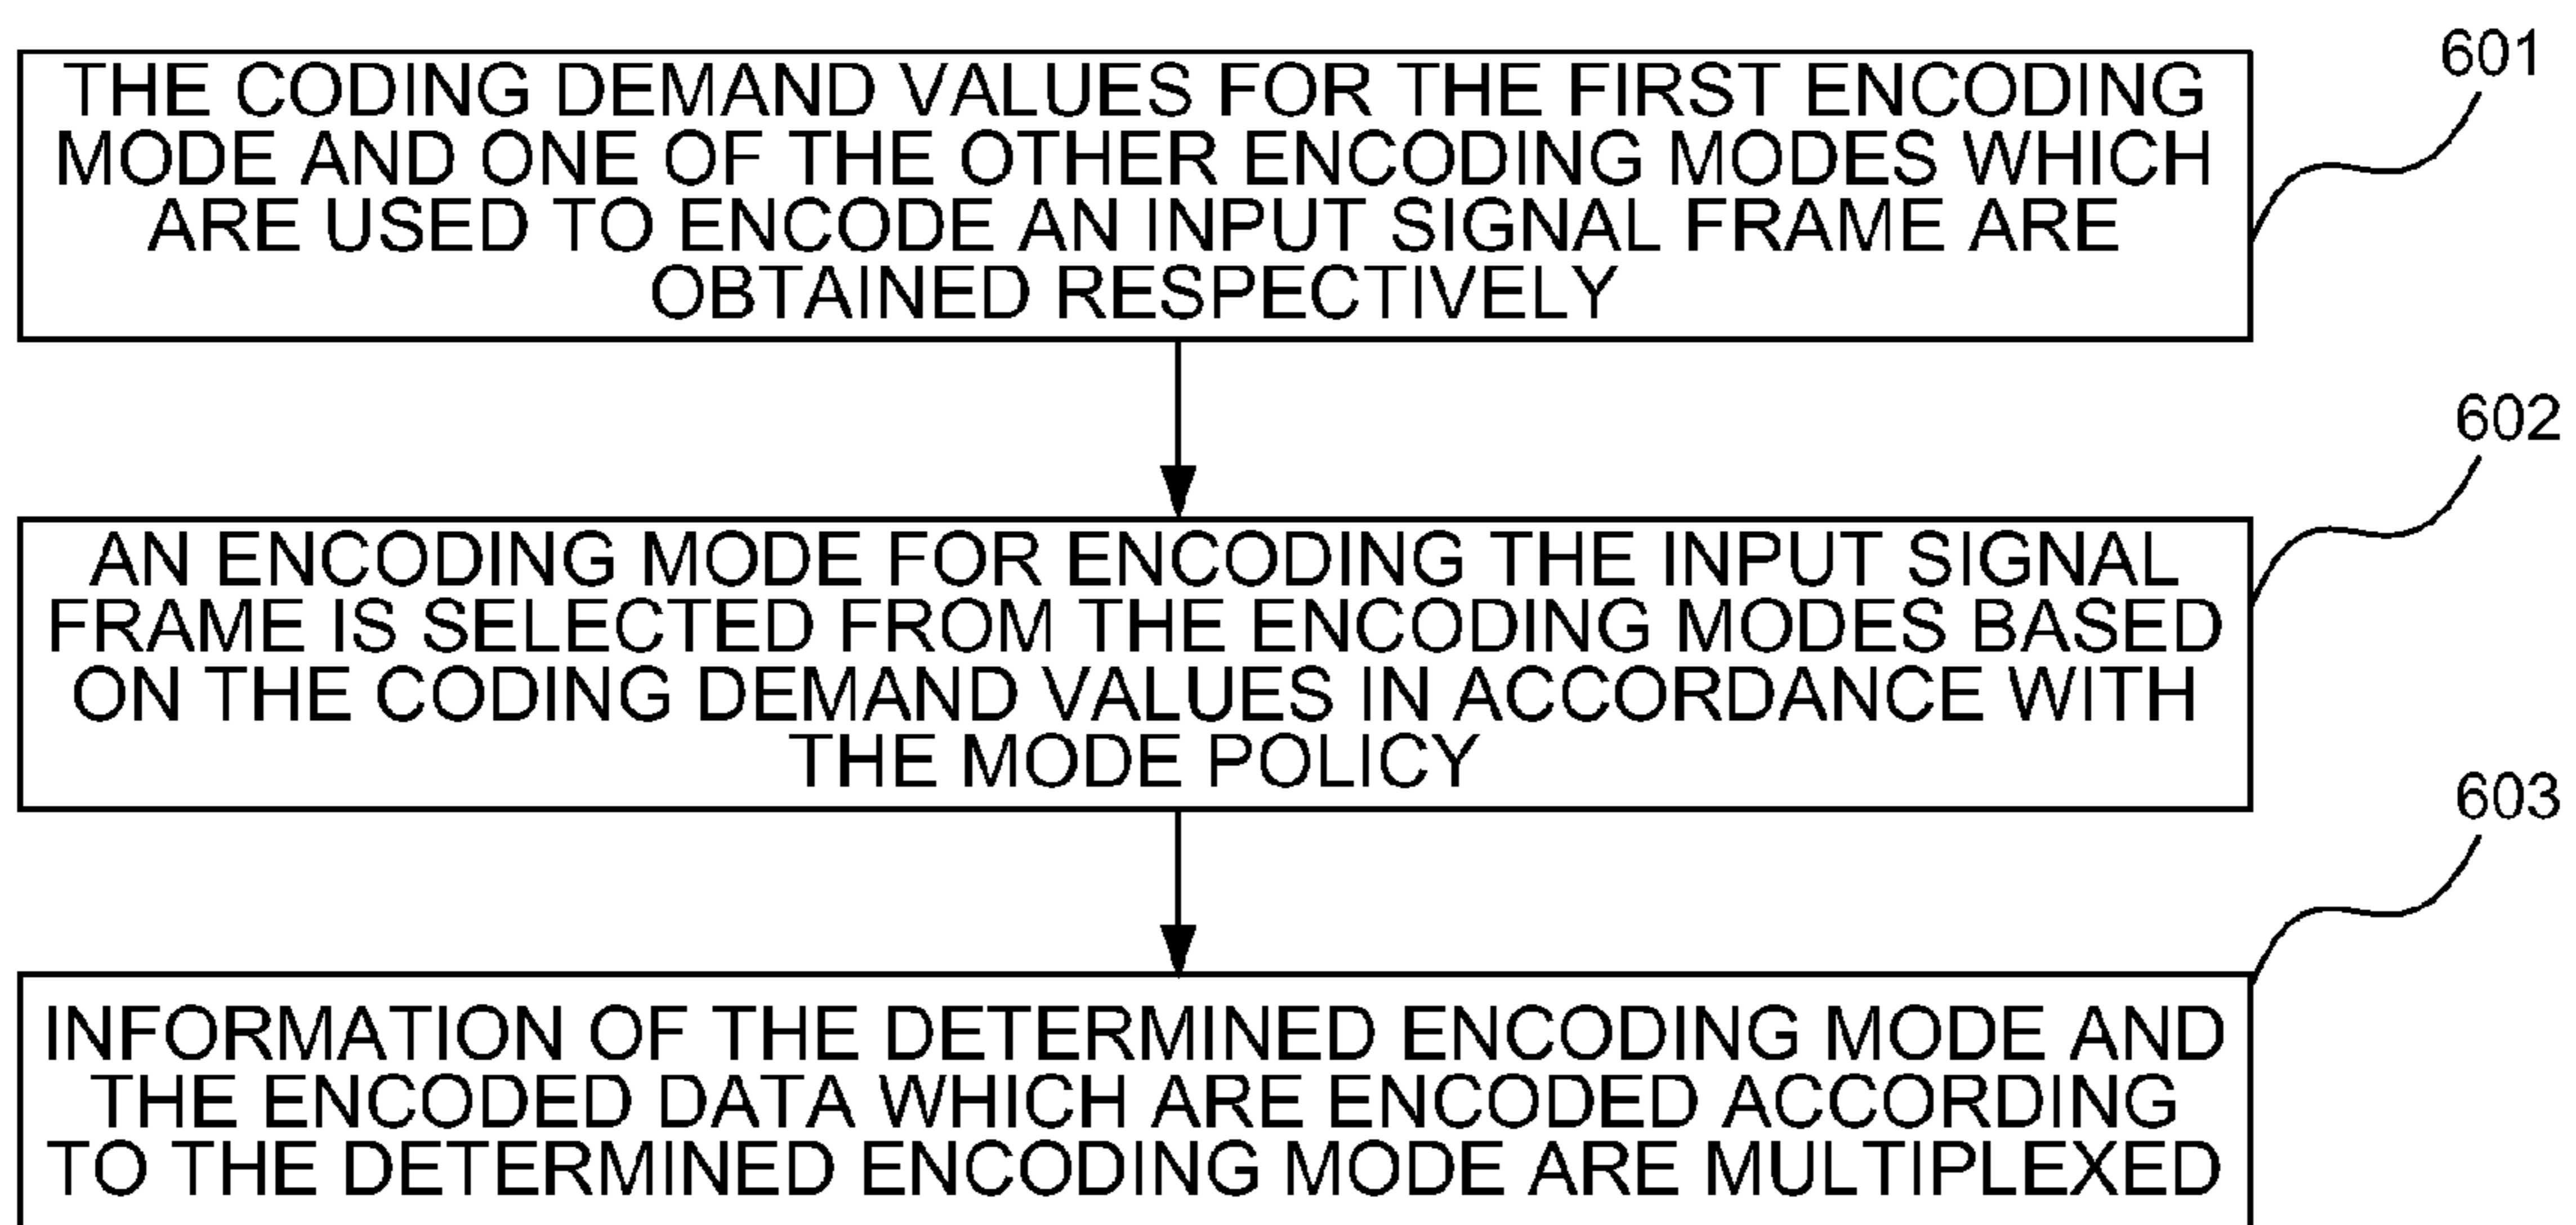 601
THE CODING DEMAND VALUES FOR THE FIRST ENCODING
MODE AND ONE OF THE OTHER ENCODING MODES WHICH
ARE USED TO ENCODE AN INPUT SIGNAL FRAME ARE
OBTAINED RESPECTIVELY
602
AN ENCODING MODE FOR ENCODING THE INPUT SIGNAL
FRAME IS SELECTED FROM THE ENCODING MODES BASED
ON THE CODING DEMAND VALUES IN ACCORDANCE WITH
THE MODE POLICY
603
INFORMATION OF THE DETERMINED ENCODING MODE AND
THE ENCODED DATA WHICH ARE ENCODED ACCORDING
TO THE DETERMINED ENCODING MODE ARE MULTIPLEXED